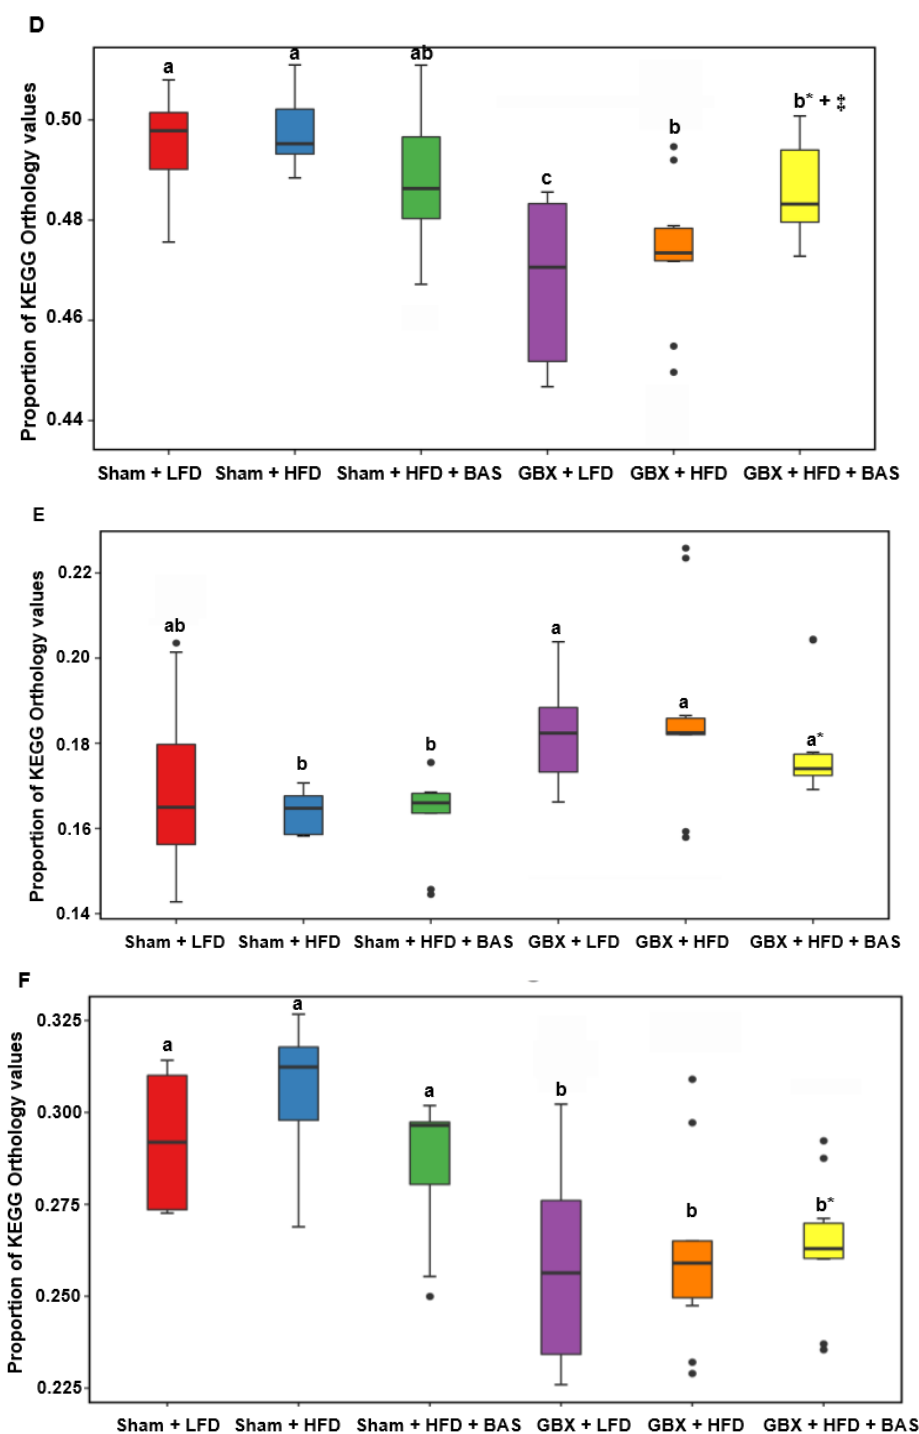 D
Proportion of KEGG Orthology values
0.50
0.48
0.46
0.44
a
a
ab
c
b
b* + ‡
Sham + LFD
Sham + HFD
Sham + HFD + BAS
GBX + LFD
GBX + HFD
GBX + HFD + BAS
E
Proportion of KEGG Orthology values
0.22
0.20
0.18
0.16
0.14
ab
b
b
a
a
a*
Sham + LFD
Sham + HFD
Sham + HFD + BAS
GBX + LFD
GBX + HFD
GBX + HFD + BAS
F
Proportion of KEGG Orthology values
0.325
0.300
0.275
0.250
0.225
a
a
a
b
b
b*
Sham + LFD
Sham + HFD
Sham + HFD + BAS
GBX + LFD
GBX + HFD
GBX + HFD + BAS